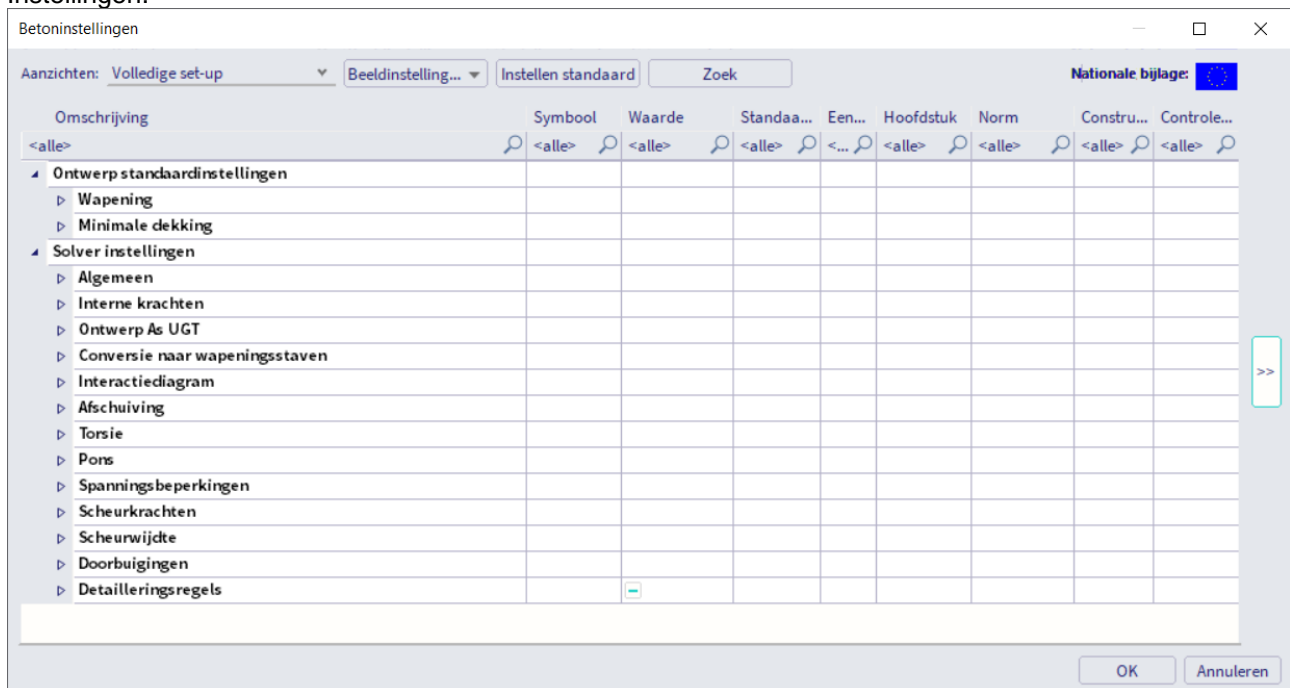 Instellingen.
Betoninstellingen
Aanzichten: Volledige set-up Beeldinstelling... Instellen standaard Zoek Nationale bijlage:
Omschrijving Symbool Waarde Standaa... Een... Hoofdstuk Norm Constru... Controle...
<alle> <alle> <alle> <alle> <... <alle> <alle> <alle> <alle>
Ontwerp standaardinstellingen
Wapening
Minimale dekking
Solver instellingen
Algemeen
Interne krachten
Ontwerp As UGT
Conversie naar wapeningsstaven
Interactiediagram
Afschuiving
>>
Torsie
Pons
Spanningsbeperkingen
Scheurkrachten
Scheurwijdte
Doorbuigingen
Detailleringsregels
OK Annuleren